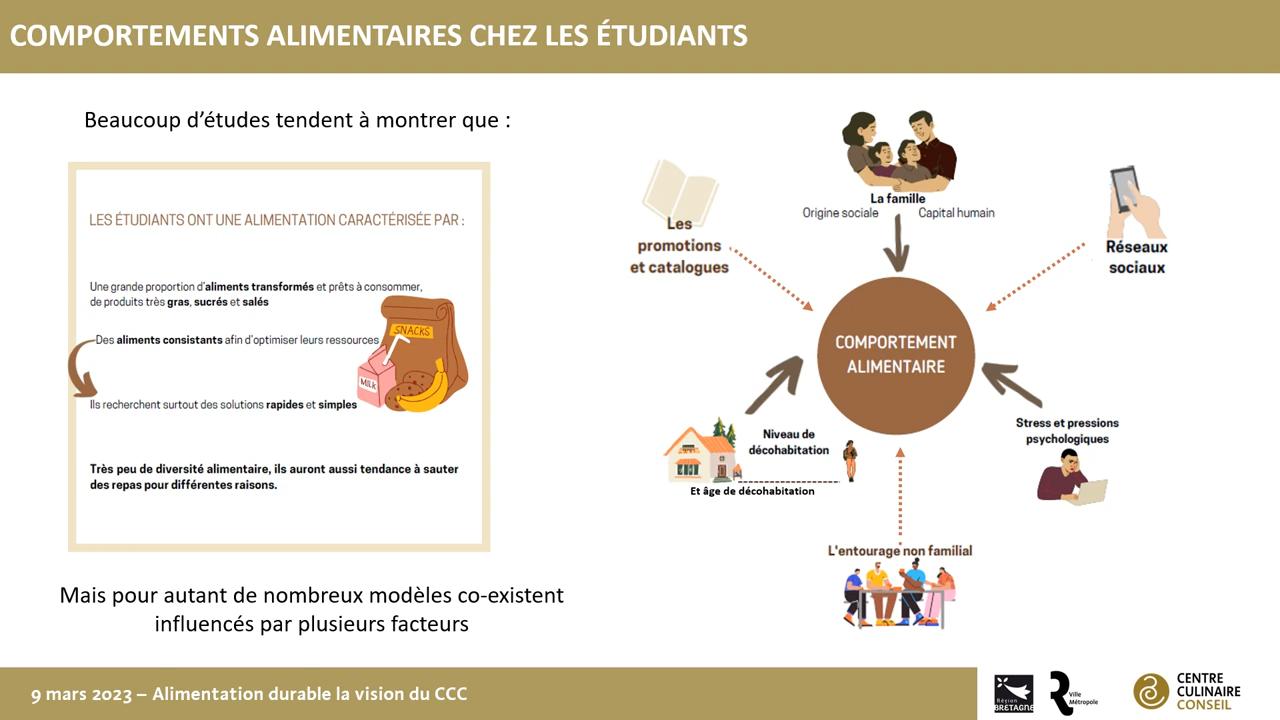 COMPORTEMENTS ALIMENTAIRES CHEZ LES ÉTUDIANTS
Beaucoup d'études tendent à montrer que :
LES ÉTUDIANTS ONT UNE ALIMENTATION CARACTÉRISÉE PAR :
Une grande proportion d'aliments transformés et prêts à consommer,
de produits très gras, sucrés et salés
Des aliments consistants afin d'optimiser leurs ressources
SNACKS
MILK
Ils recherchent surtout des solutions rapides et simples
Très peu de diversité alimentaire, ils auront aussi tendance à sauter
des repas pour différentes raisons.
Mais pour autant de nombreux modèles co-existent
influencés par plusieurs facteurs
La famille
Origine sociale
Capital humain
Les
promotions
et catalogues
Réseaux
sociaux
COMPORTEMENT
ALIMENTAIRE
Niveau de
décohabitation
Et âge de décohabitation
Stress et pressions
psychologiques
L'entourage non familial
9 mars 2023 – Alimentation durable la vision du CCC
Région
BRETAGNE
Ville
Métropole
CENTRE
CULINAIRE
CONSEIL